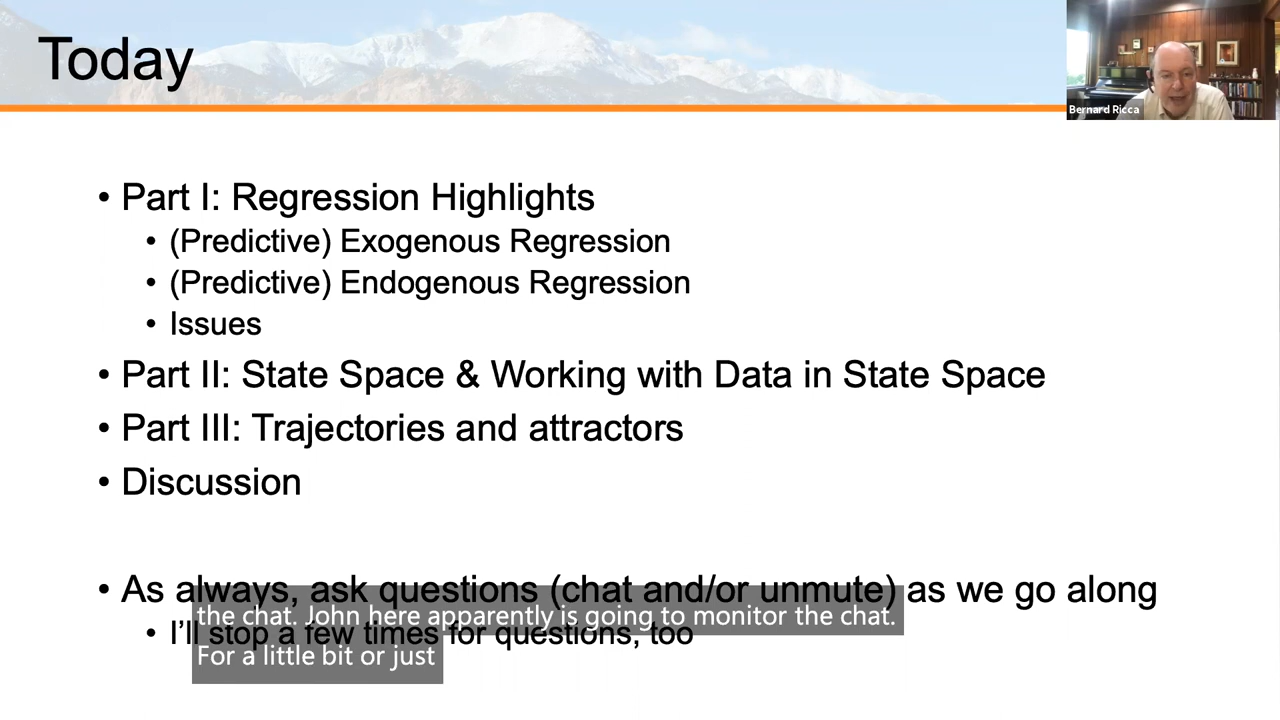 Today
Bernard Ricca
• Part I: Regression Highlights
• (Predictive) Exogenous Regression
• (Predictive) Endogenous Regression
• Issues
• Part II: State Space & Working with Data in State Space
• Part III: Trajectories and attractors
• Discussion
• As always, ask questions (chat and/or unmute) as we go along
the chat. John here apparently is going to monitor the chat.
• I'll stop a few times for questions, too
For a little bit or just